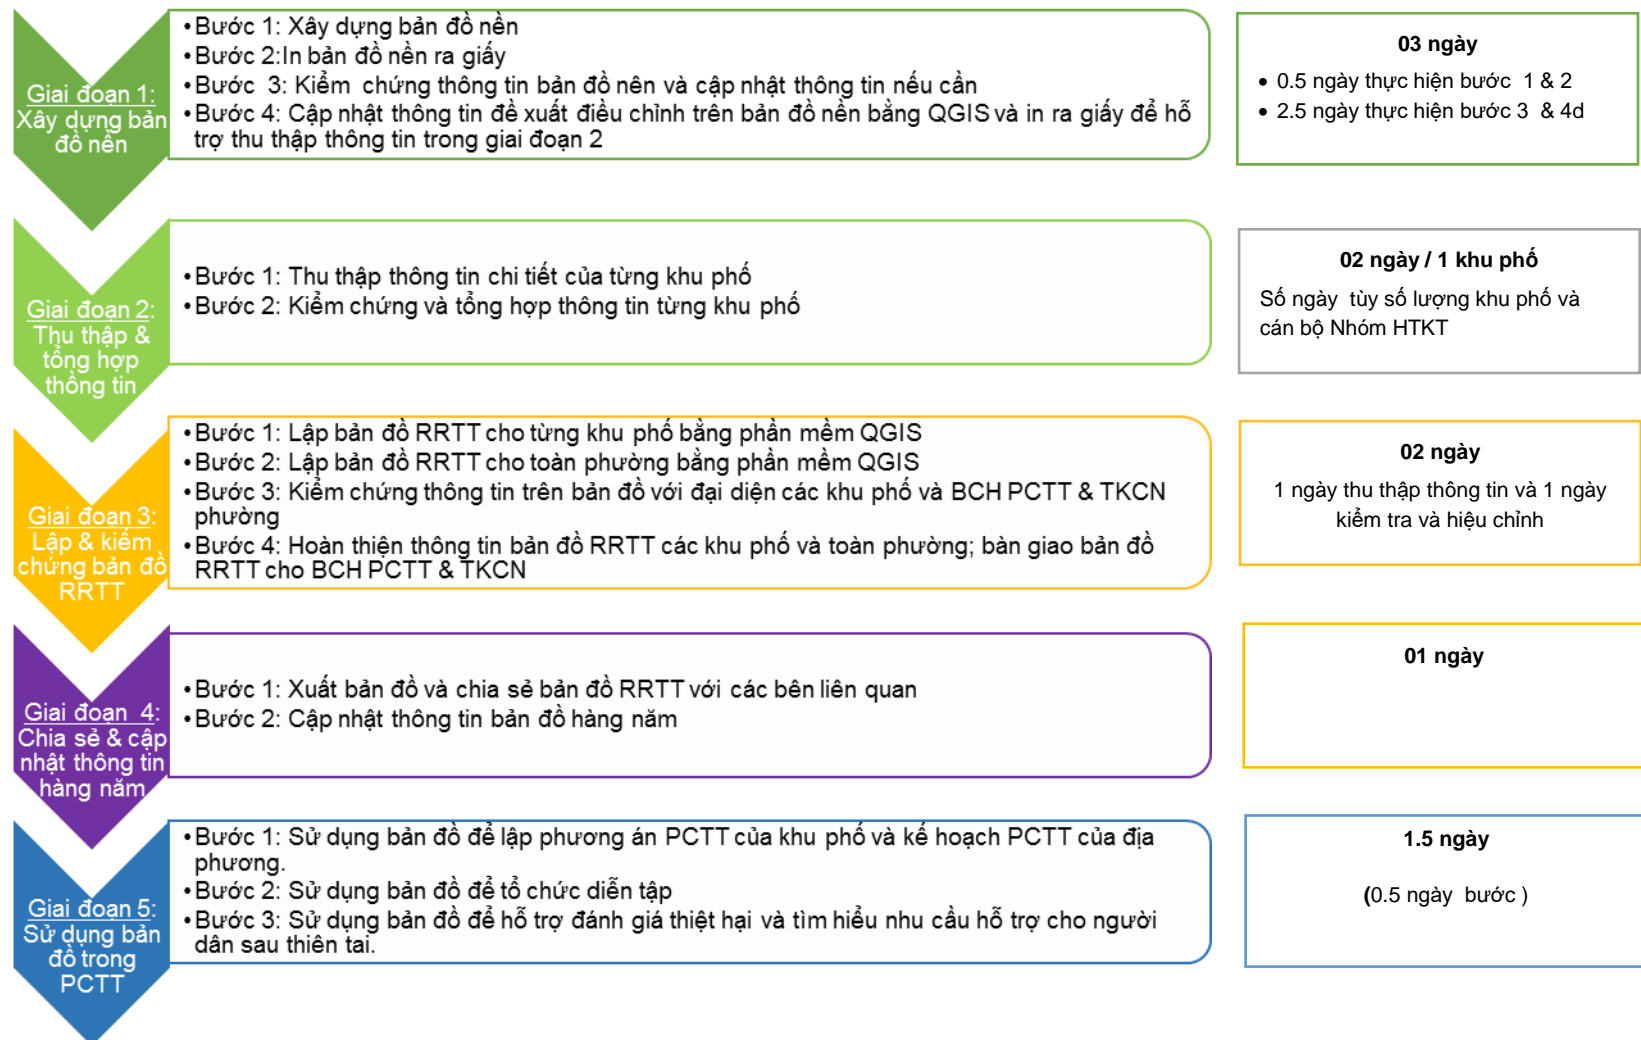 Giai đoạn 1:
Xây dựng bản
đồ nền
•Bước 1: Xây dựng bản đồ nền
•Bước 2:In bản đồ nền ra giấy
•Bước 3: Kiểm chứng thông tin bản đồ nên và cập nhật thông tin nếu cần
•Bước 4: Cập nhật thông tin đề xuất điều chỉnh trên bản đồ nền bằng QGIS và in ra giấy để hỗ
trợ thu thập thông tin trong giai đoạn 2
03 ngày
• 0.5 ngày thực hiện bước 1 & 2
• 2.5 ngày thực hiện bước 3 & 4d
Giai đoạn 2:
Thu thập &
tổng hợp
thông tin
•Bước 1: Thu thập thông tin chi tiết của từng khu phố
•Bước 2: Kiểm chứng và tổng hợp thông tin từng khu phố
02 ngày / 1 khu phố
Số ngày tùy số lượng khu phố và
cán bộ Nhóm HTKT
Giai đoạn 3:
Lập & kiểm
chứng bản đồ
RRTT
•Bước 1: Lập bản đồ RRTT cho từng khu phố bằng phần mềm QGIS
•Bước 2: Lập bản đồ RRTT cho toàn phường bằng phần mềm QGIS
•Bước 3: Kiểm chứng thông tin trên bản đồ với đại diện các khu phố và BCH PCTT & TKCN
phường
•Bước 4: Hoàn thiện thông tin bản đồ RRTT các khu phố và toàn phường; bàn giao bản đồ
RRTT cho BCH PCTT & TKCN
02 ngày
1 ngày thu thập thông tin và 1 ngày
kiểm tra và hiệu chỉnh
Giai đoạn 4:
Chia sẻ & cập
nhật thông tin
hàng năm
•Bước 1: Xuất bản đồ và chia sẻ bản đồ RRTT với các bên liên quan
•Bước 2: Cập nhật thông tin bản đồ hàng năm
01 ngày
Giai đoạn 5:
Sử dụng bản
đồ trong
PCTT
•Bước 1: Sử dụng bản đồ để lập phương án PCTT của khu phố và kế hoạch PCTT của địa
phương.
•Bước 2: Sử dụng bản đồ để tổ chức diễn tập
•Bước 3: Sử dụng bản đồ để hỗ trợ đánh giá thiệt hại và tìm hiểu nhu cầu hỗ trợ cho người
dân sau thiên tai.
1.5 ngày
(0.5 ngày bước )